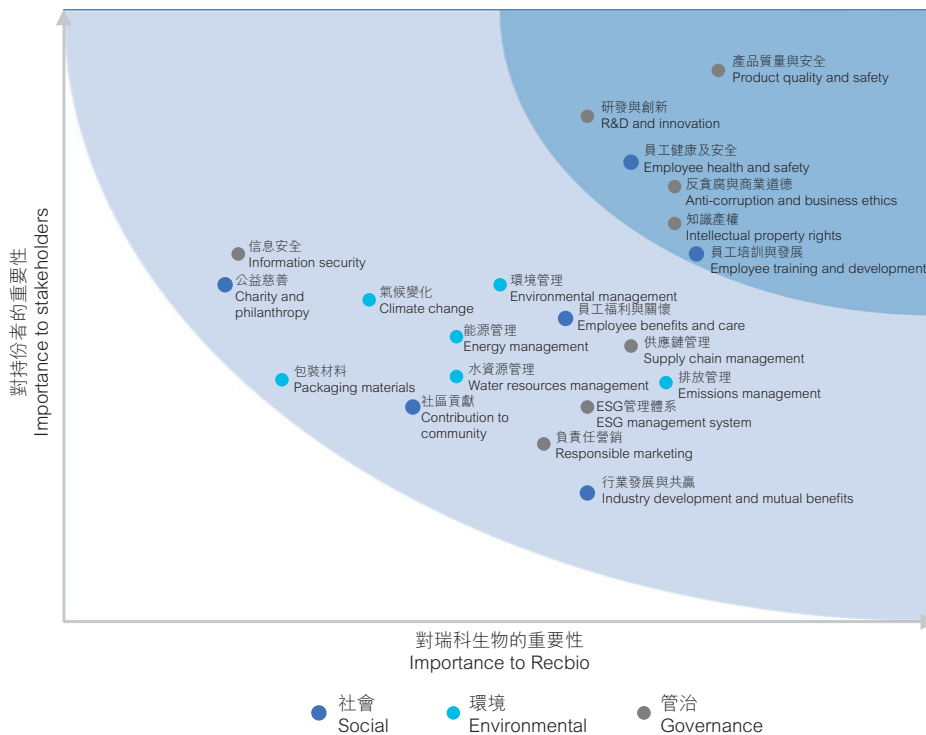 對持份者的重要性
Importance to stakeholders
產品質量與安全
Product quality and safety
研發與創新
R&D and innovation
員工健康及安全
Employee health and safety
反貪腐與商業道德
Anti-corruption and business ethics
知識產權
Intellectual property rights
員工培訓與發展
Employee training and development
信息安全
Information security
公益慈善
Charity and
philanthropy
氣候變化
Climate change
環境管理
Environmental management
員工福利與關懷
Employee benefits and care
能源管理
Energy management
供應鏈管理
Supply chain management
包裝材料
Packaging materials
水資源管理
Water resources management
排放管理
Emissions management
社區貢獻
Contribution to
community
ESG管理體系
ESG management system
負責任營銷
Responsible marketing
行業發展與共贏
Industry development and mutual benefits
對瑞科生物的重要性
Importance to Recbio
社會
Social
環境
Environmental
管治
Governance